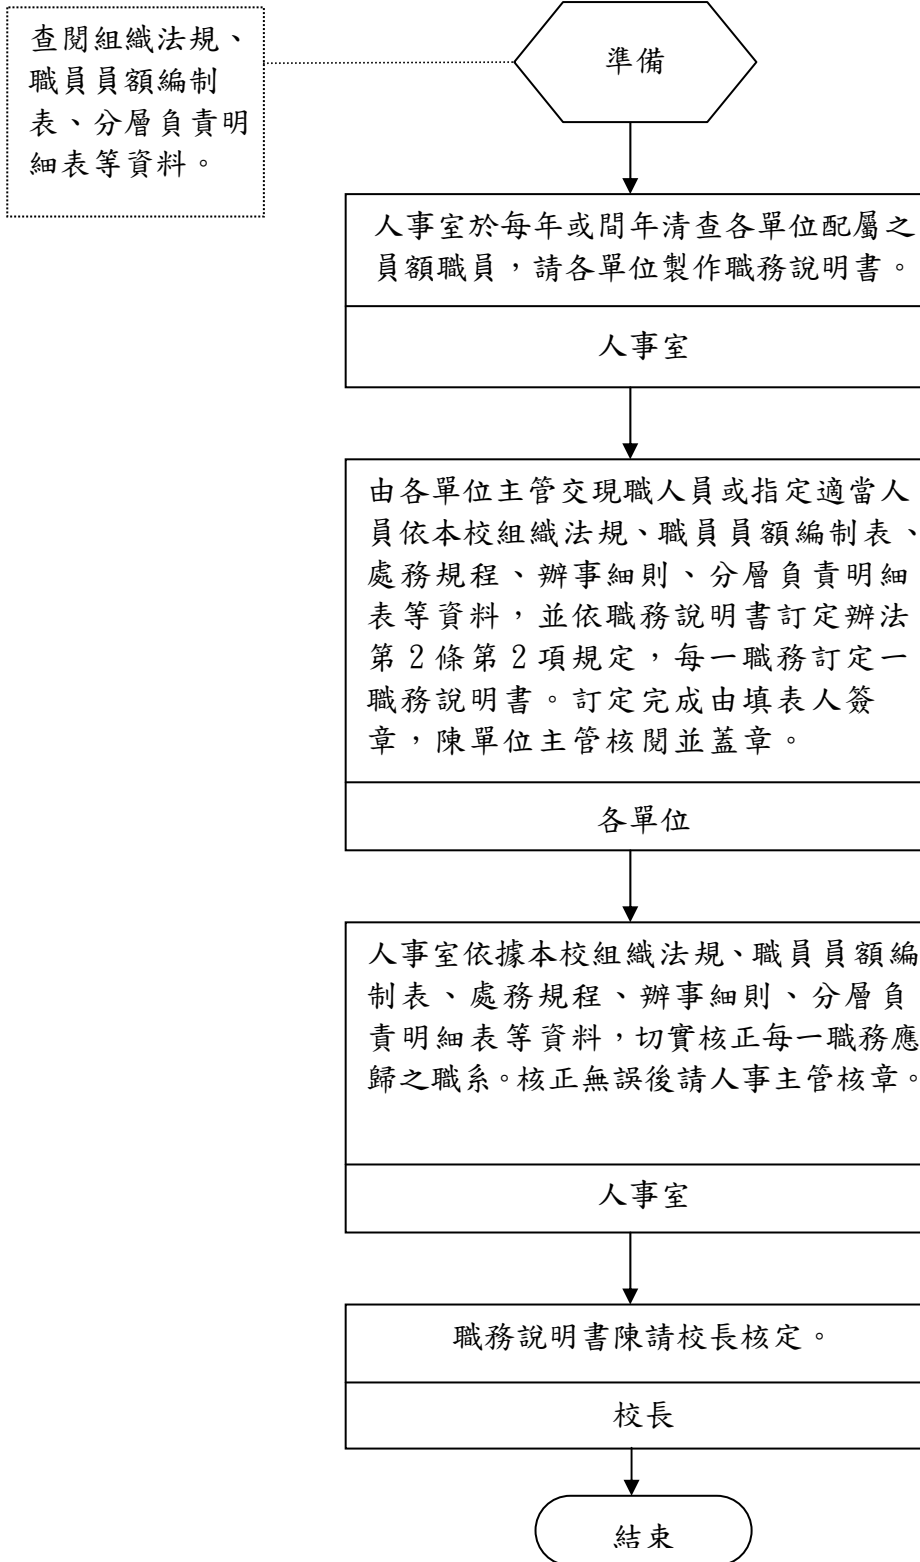 查閱組織法規、
職員員額編制
表、分層負責明
細表等資料。
準備
人事室於每年或間年清查各單位配屬之
員額職員，請各單位製作職務說明書。
人事室
由各單位主管交現職人員或指定適當人
員依本校組織法規、職員員額編制表、
處務規程、辦事細則、分層負責明細
表等資料，並依職務說明書訂定辦法
第 2 條第 2 項規定，每一職務訂定一
職務說明書。訂定完成由填表人簽
章，陳單位主管核閱並蓋章。
各單位
人事室依據本校組織法規、職員員額編
制表、處務規程、辦事細則、分層負
責明細表等資料，切實核正每一職務應
歸之職系。核正無誤後請人事主管核章。
人事室
職務說明書陳請校長核定。
校長
結束